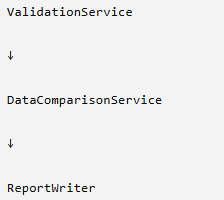 ValidationService
↓
DataComparisonService
↓
ReportWriter